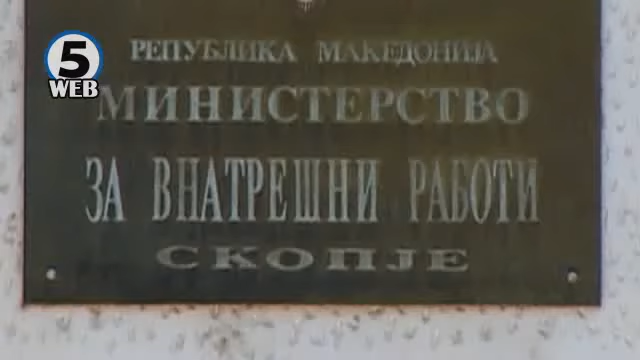 5
WEB
РЕПУБЛИКА МАКЕДОНИЈА
МИНИСТЕРСТВО
ЗА ВНАТРЕШНИ РАБОТИ
СКОПЈЕ